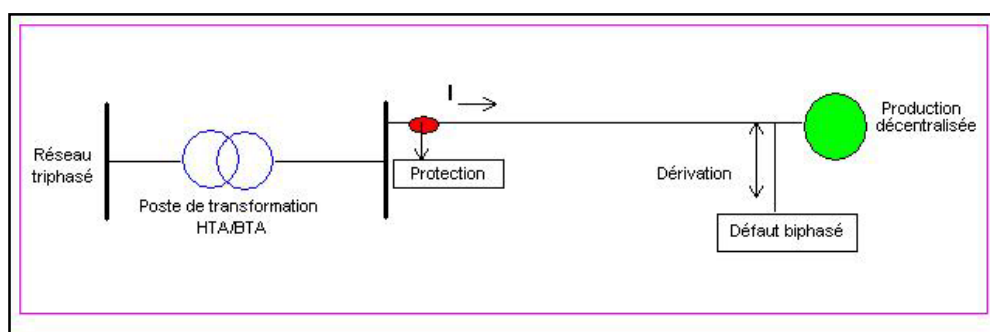 Réseau
triphasé
Poste de transformation
HTA/BTA
I
Protection
Dérivation
Défaut biphasé
Production
décentralisée